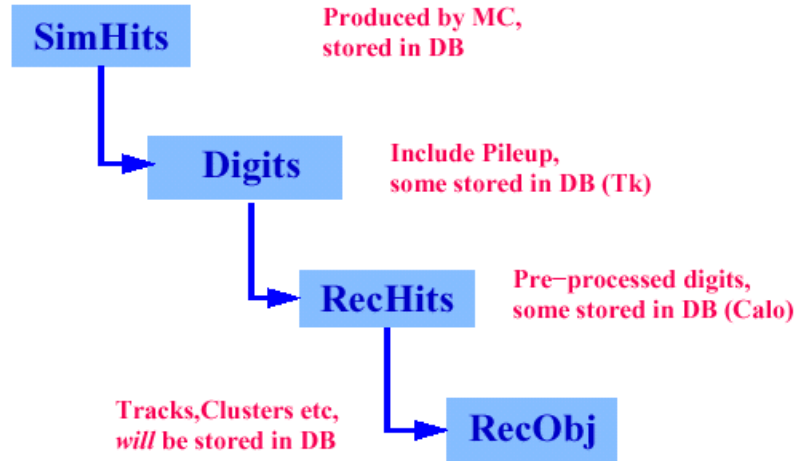 SimHits
Produced by MC,
stored in DB
Digits
Include Pileup,
some stored in DB (Tk)
RecHits
Pre-processed digits,
some stored in DB (Calo)
Tracks,Clusters etc,
will be stored in DB
RecObj